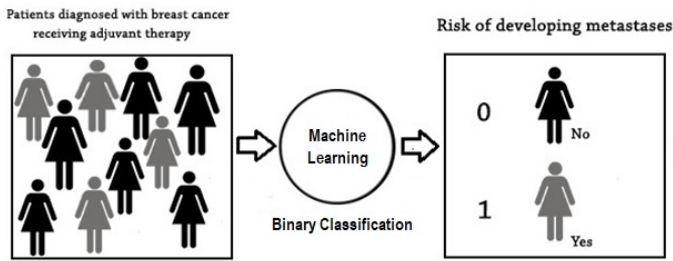 Patients diagnosed with breast cancer
receiving adjuvant therapy
Machine
Learning
Binary Classification
Risk of developing metastases
0
No
1
Yes